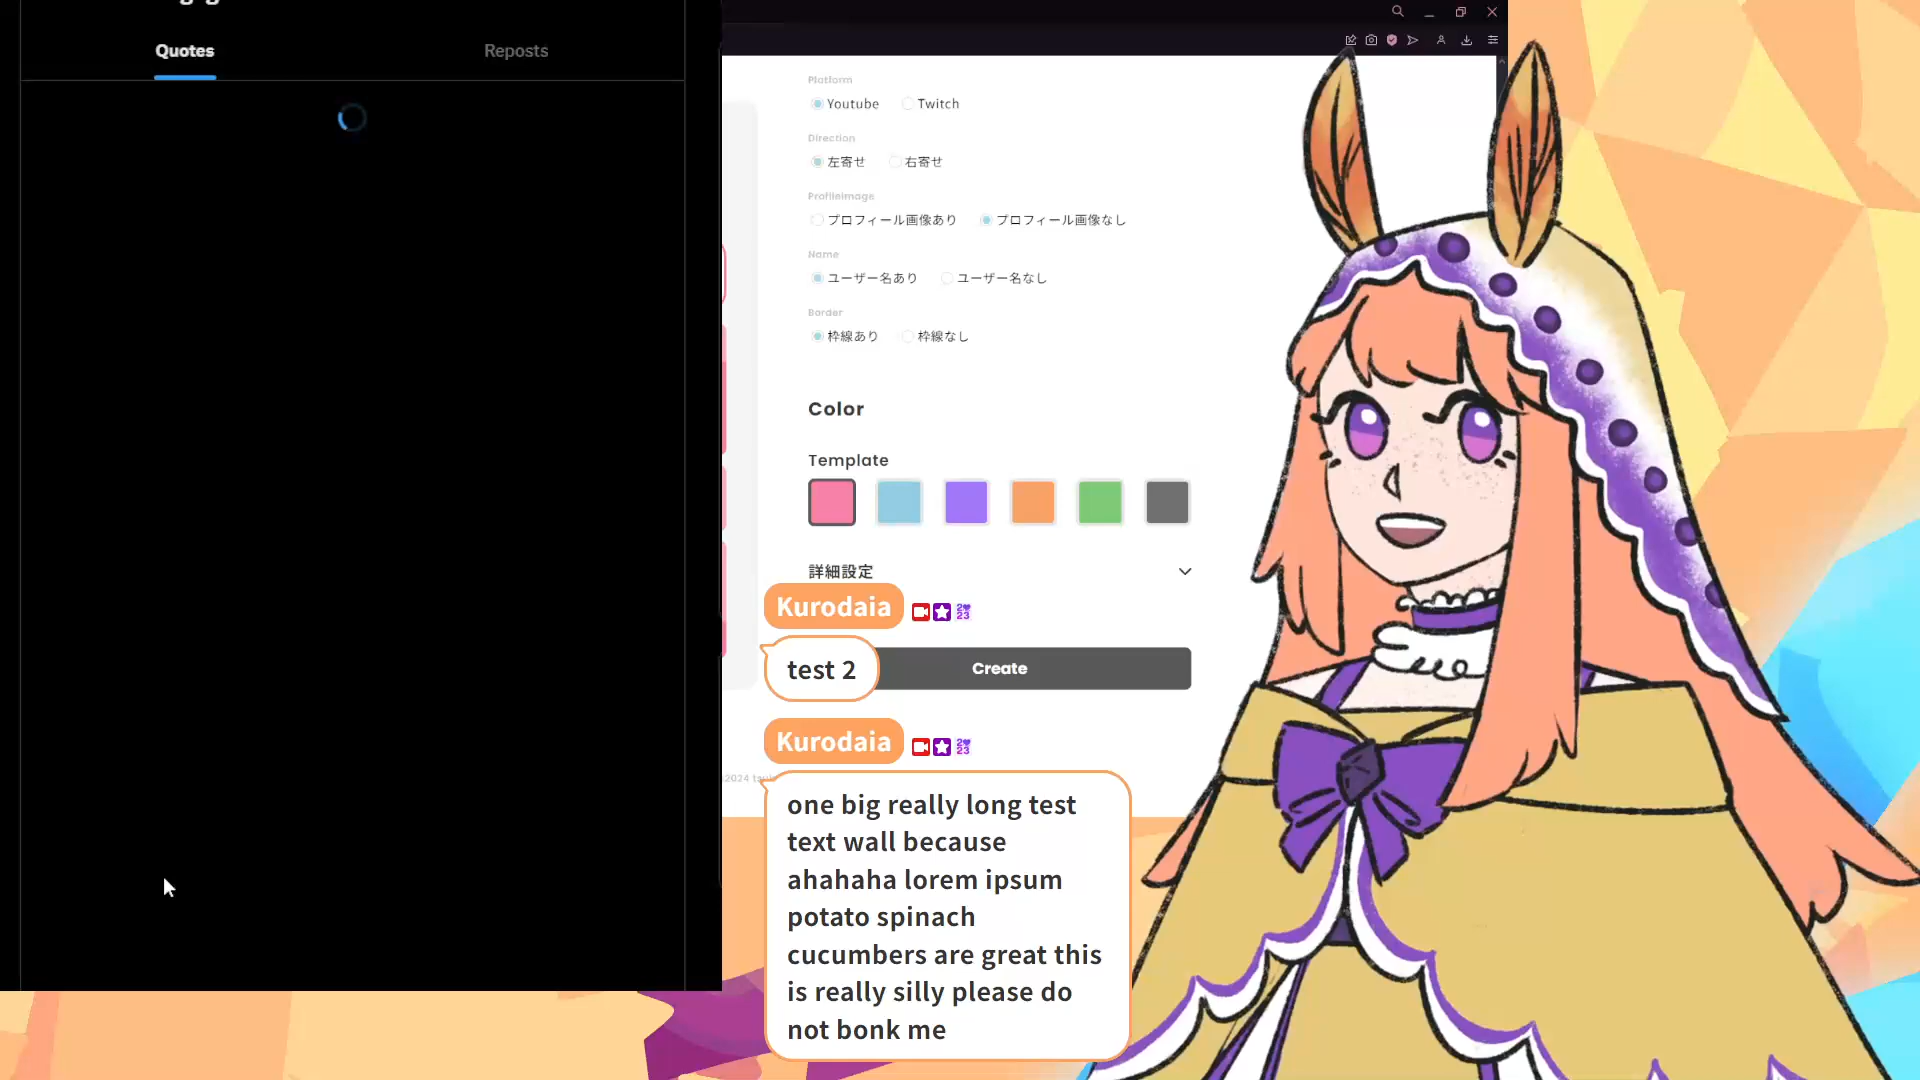 Quotes
Reposts
Platform
Youtube
Twitch
Direction
左寄せ
右寄せ
ProfileImage
プロフィール画像あり
プロフィール画像なし
Name
ユーザー名あり
ユーザー名なし
Border
枠線あり
枠線なし
Color
Template
詳細設定
Kurodaia
test 2
Create
Kurodaia
one big really long test
text wall because
ahahaha lorem ipsum
potato spinach
cucumbers are great this
is really silly please do
not bonk me